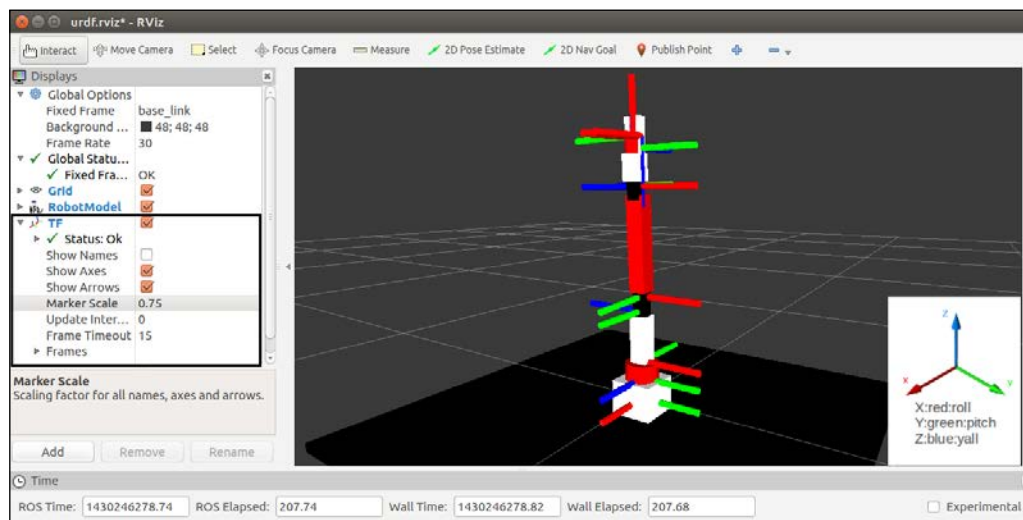 urdf.rviz* - RViz
Interact Move Camera Select Focus Camera Measure 2D Pose Estimate 2D Nav Goal Publish Point
Displays
Global Options
Fixed Frame base_link
Background ... 48; 48; 48
Frame Rate 30
Global Statu...
Fixed Fra... OK
Grid
RobotModel
TF
Status: Ok
Show Names
Show Axes
Show Arrows
Marker Scale 0.75
Update Inter... 0
Frame Timeout 15
Frames
Marker Scale
Scaling factor for all names, axes and arrows.
Add Remove Rename
z
x
y
X:red:roll
Y:green:pitch
Z:blue:yall
Time
ROS Time: 1430246278.74 ROS Elapsed: 207.74 Wall Time: 1430246278.82 Wall Elapsed: 207.68 Experimental